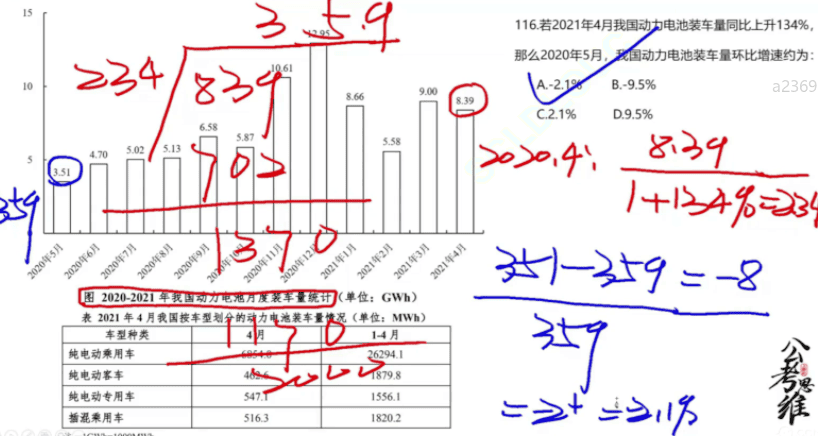 116.若2021年4月我国动力电池装车量同比上升134%,
那么2020年5月，我国动力电池装车量环比增速约为:
A.-2.1% B.-9.5%
C.2.1% D.9.5%
a2369
15
10
5
3.51
4.70
5.02
5.13
6.58
5.87
10.61
12.95
8.66
5.58
9.00
8.39
2020年5月
2020年6月
2020年7月
2020年8月
2020年9月
2020年10月
2020年11月
2020年12月
2021年1月
2021年2月
2021年3月
2021年4月
3.59
234
839
702
1370
1170
2000
359
2020.4:
8.39
1+134%=234
351-359=-8
359
=2+ =2.1%
图 2020-2021年我国动力电池月度装车量统计（单位：GWh）
表 2021年4月我国按车型划分的动力电池装车量情况（单位：MWh）
车型种类 4月 1-4月
纯电动乘用车 26294.1
纯电动客车 1879.8
纯电动专用车 547.1 1556.1
插混乘用车 516.3 1820.2
公考思维